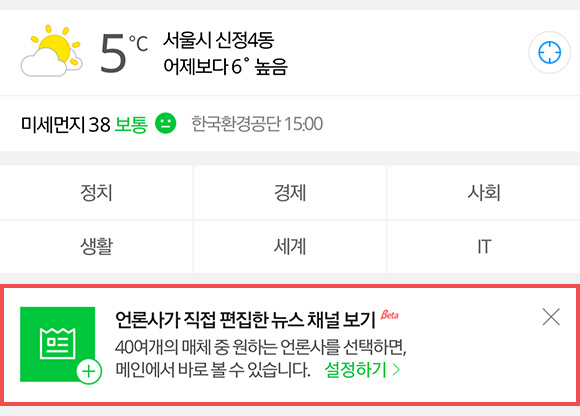 5°C
서울시 신정4동
어제보다 6° 높음
미세먼지 38 보통 한국환경공단 15:00
정치 경제 사회
생활 세계 IT
언론사가 직접 편집한 뉴스 채널 보기 Beta
40여개의 매체 중 원하는 언론사를 선택하면,
메인에서 바로 볼 수 있습니다. 설정하기 >